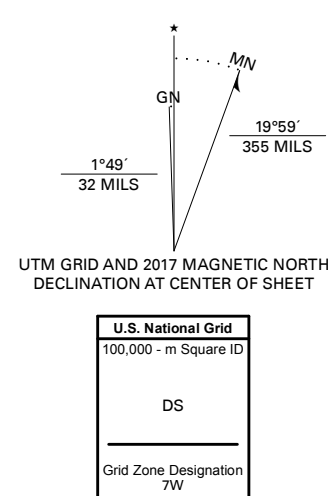 ★
MN
GN
19°59´
355 MILS
1°49´
32 MILS
UTM GRID AND 2017 MAGNETIC NORTH
DECLINATION AT CENTER OF SHEET
U.S. National Grid
100,000 - m Square ID
DS
Grid Zone Designation
7W